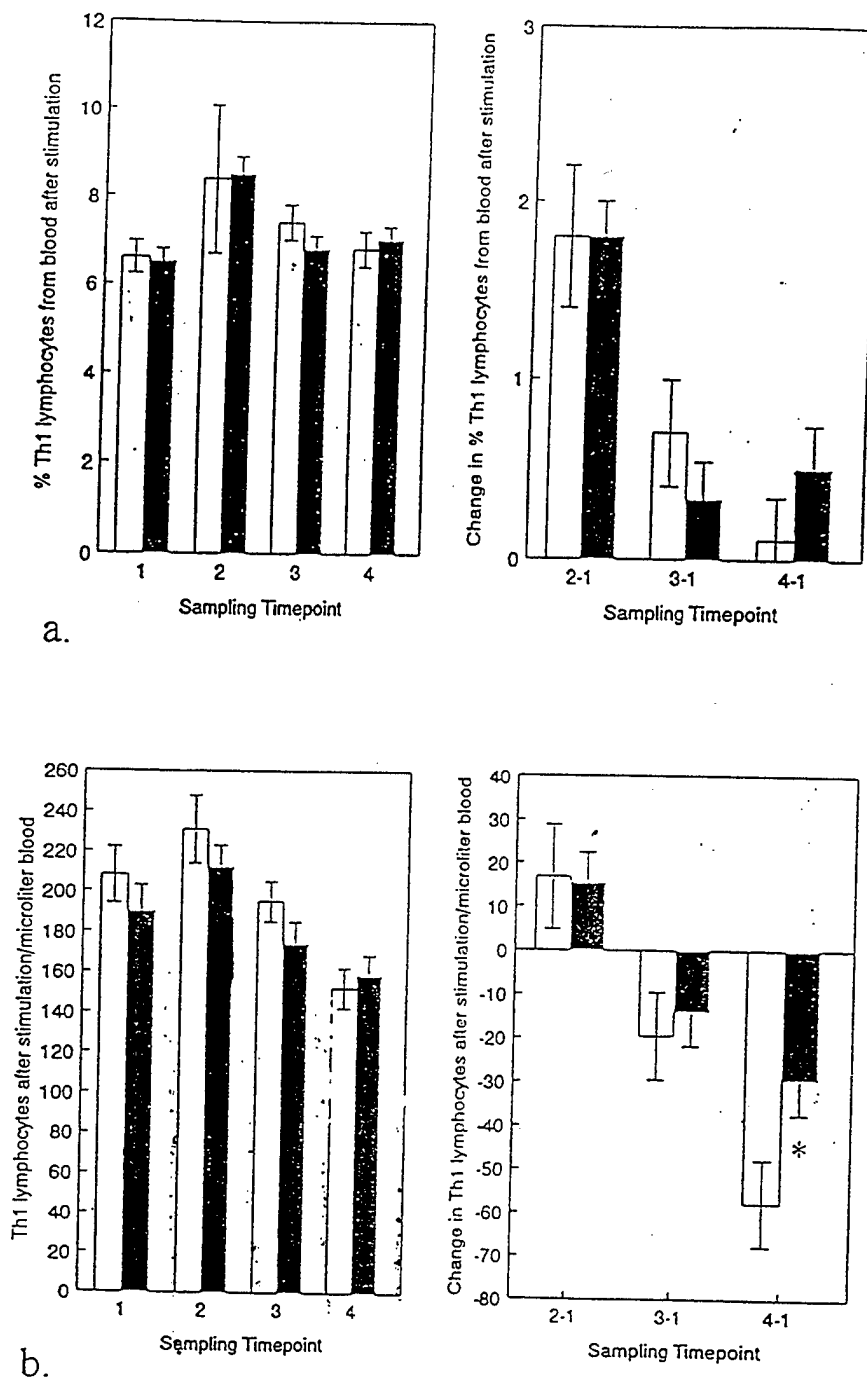 % Th1 lymphocytes from blood after stimulation
12
10
8
6
4
2
0
1 2 3 4
Sampling Timepoint
Change in % Th1 lymphocytes from blood after stimulation
3
2
1
0
2-1 3-1 4-1
Sampling Timepoint
a.
Th1 lymphocytes after stimulation/microliter blood
260
240
220
200
180
160
140
120
100
80
60
40
20
0
1 2 3 4
Sampling Timepoint
Change in Th1 lymphocytes after stimulation/microliter blood
40
30
20
10
0
-10
-20
-30
-40
-50
-60
-70
-80
*
2-1 3-1 4-1
Sampling Timepoint
b.